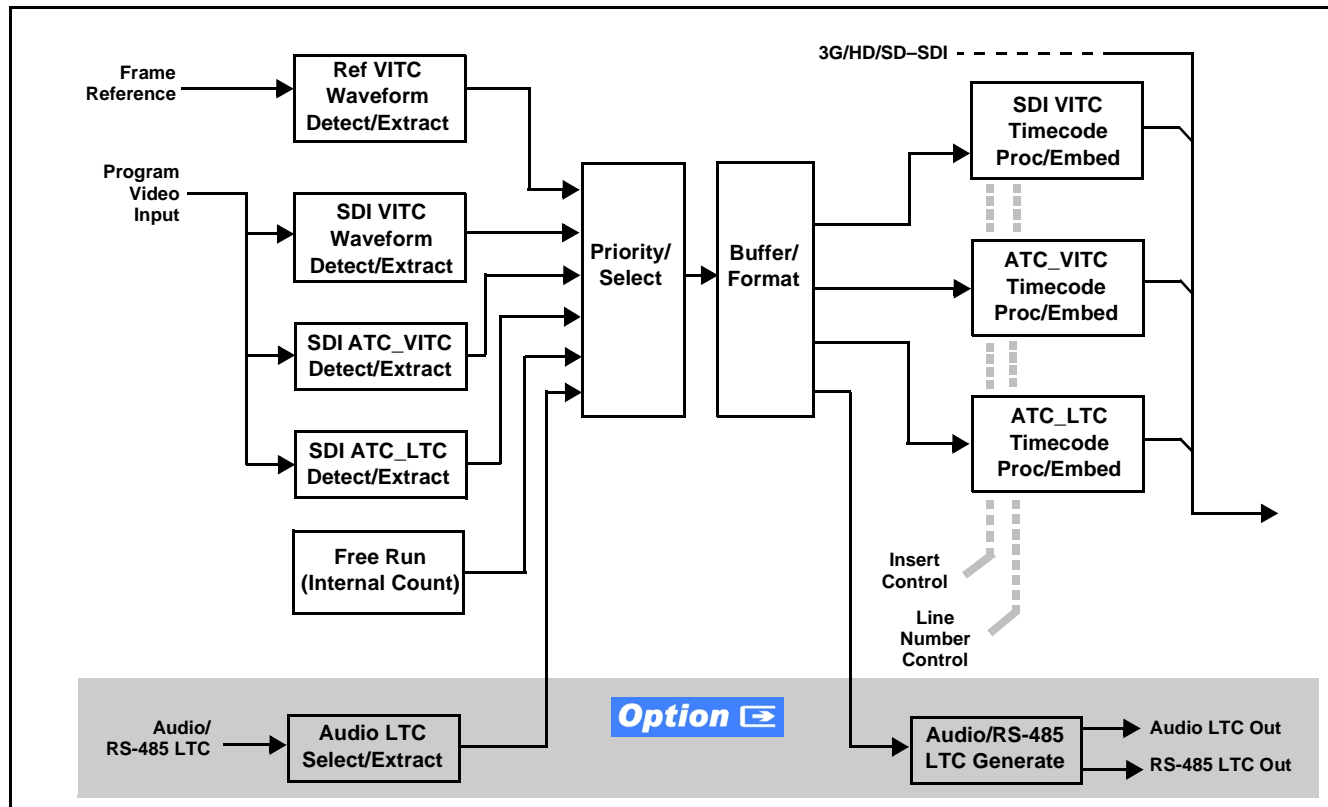 Frame
Reference
Ref VITC
Waveform
Detect/Extract
3G/HD/SD–SDI
SDI VITC
Timecode
Proc/Embed
Program
Video
Input
SDI VITC
Waveform
Detect/Extract
Priority/
Select
Buffer/
Format
ATC_VITC
Timecode
Proc/Embed
SDI ATC_VITC
Detect/Extract
SDI ATC_LTC
Detect/Extract
ATC_LTC
Timecode
Proc/Embed
Free Run
(Internal Count)
Insert
Control
Line
Number
Control
Option
Audio/
RS-485 LTC
Audio LTC
Select/Extract
Audio/RS-485
LTC Generate
Audio LTC Out
RS-485 LTC Out